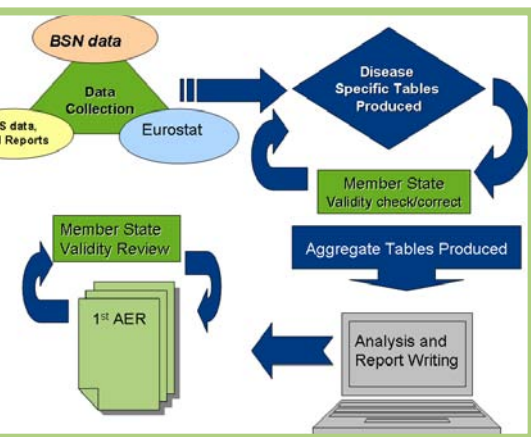 BSN data
Data
Collection
S data,
Reports
Eurostat
Disease
Specific Tables
Produced
Member State
Validity check/correct
Aggregate Tables Produced
Member State
Validity Review
1st AER
Analysis and
Report Writing